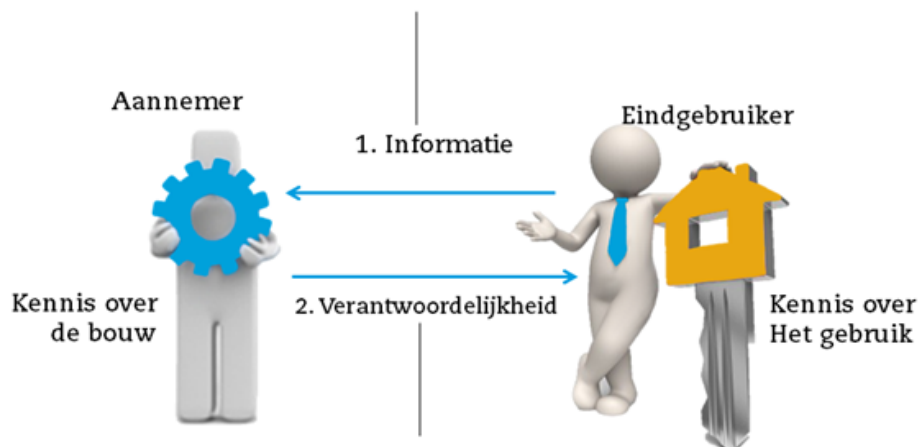 Aannemer
Eindgebruiker
1. Informatie
2. Verantwoordelijkheid
Kennis over
de bouw
Kennis over
Het gebruik